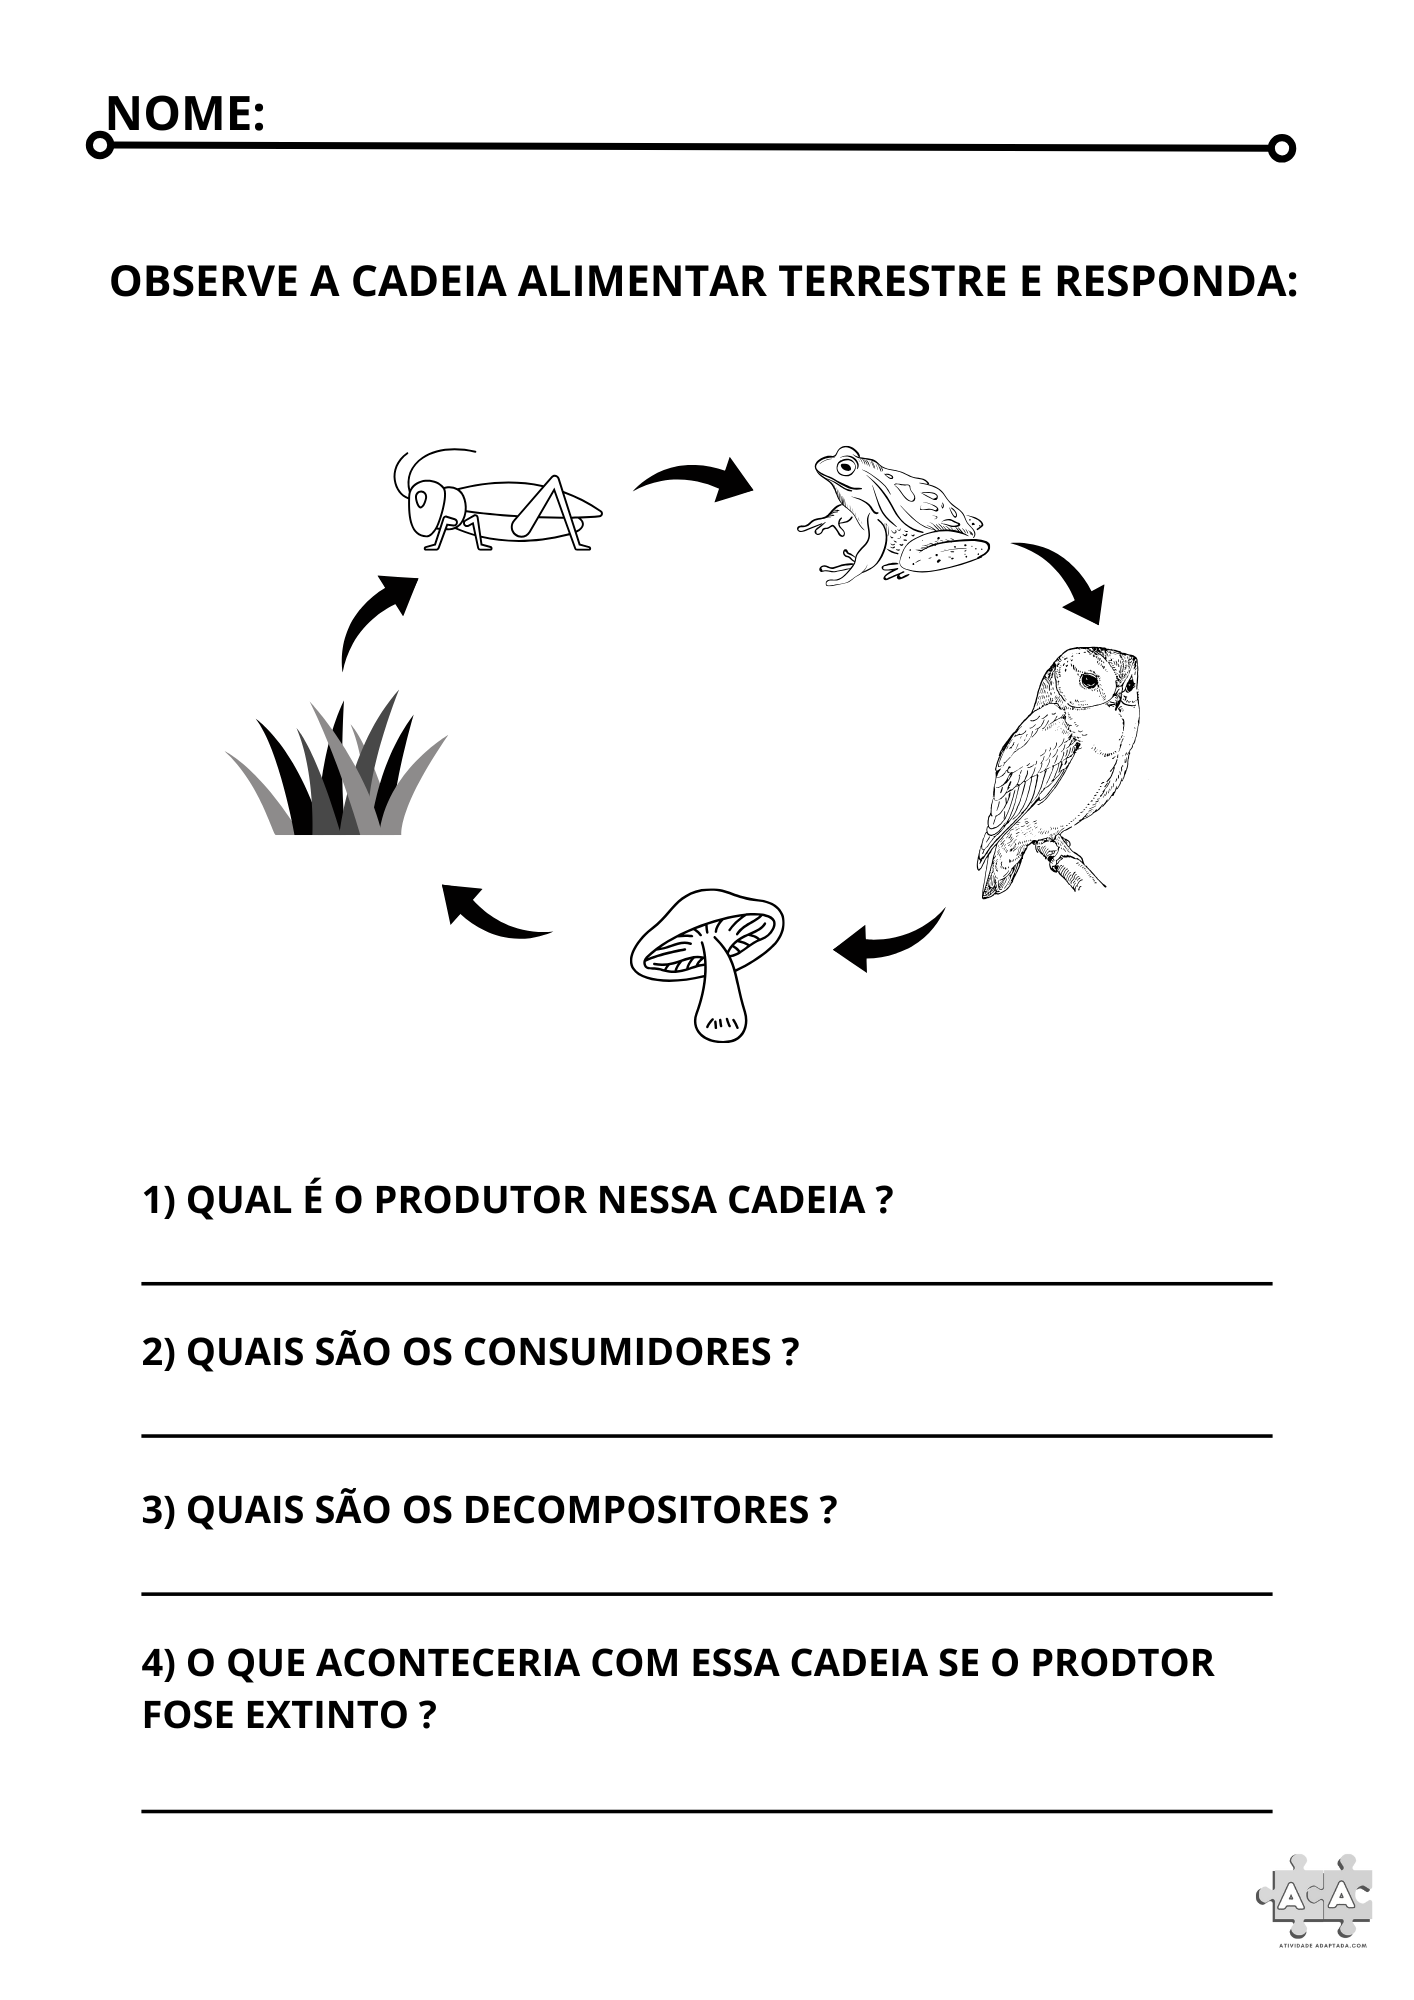 NOME:
OBSERVE A CADEIA ALIMENTAR TERRESTRE E RESPONDA:
1) QUAL É O PRODUTOR NESSA CADEIA ?
2) QUAIS SÃO OS CONSUMIDORES ?
3) QUAIS SÃO OS DECOMPOSITORES ?
4) O QUE ACONTECERIA COM ESSA CADEIA SE O PRODTOR
FOSE EXTINTO ?
A A
ATIVIDADE ADAPTADA.COM